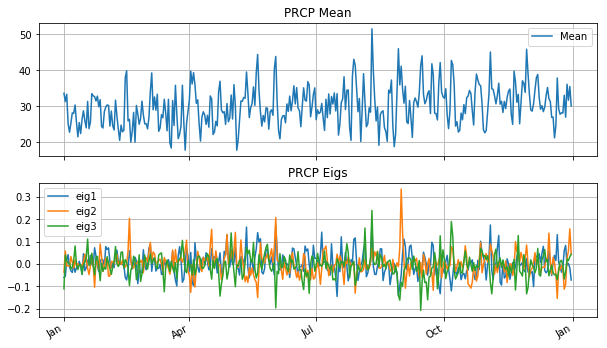 PRCP Mean
50
40
30
20
Mean
PRCP Eigs
0.3
0.2
0.1
0.0
−0.1
−0.2
eig1
eig2
eig3
Jan
Apr
Jul
Oct
Jan